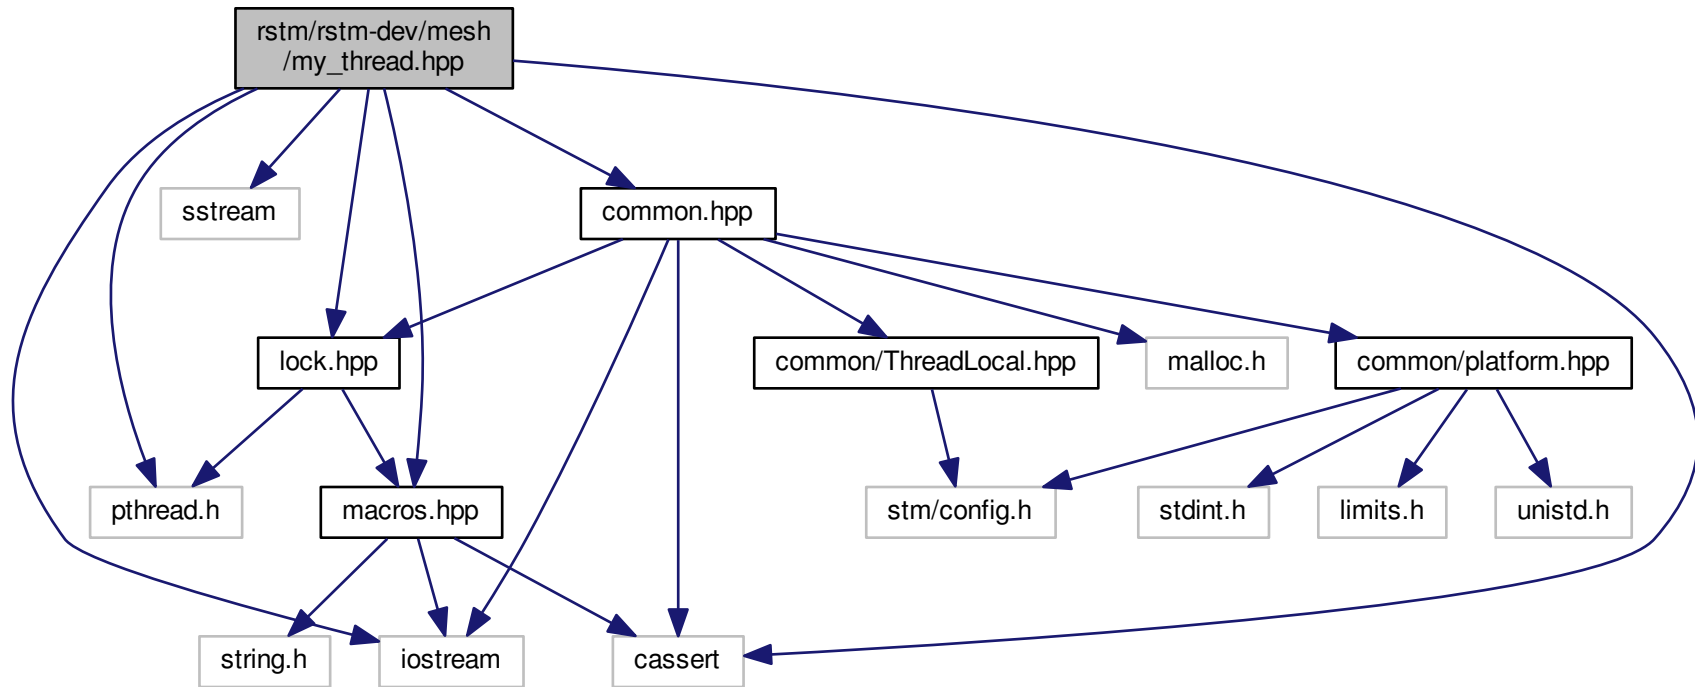 rstm/rstm-dev/mesh
/my_thread.hpp
sstream
common.hpp
lock.hpp
common/ThreadLocal.hpp
malloc.h
common/platform.hpp
pthread.h
macros.hpp
stm/config.h
stdint.h
limits.h
unistd.h
string.h
iostream
cassert